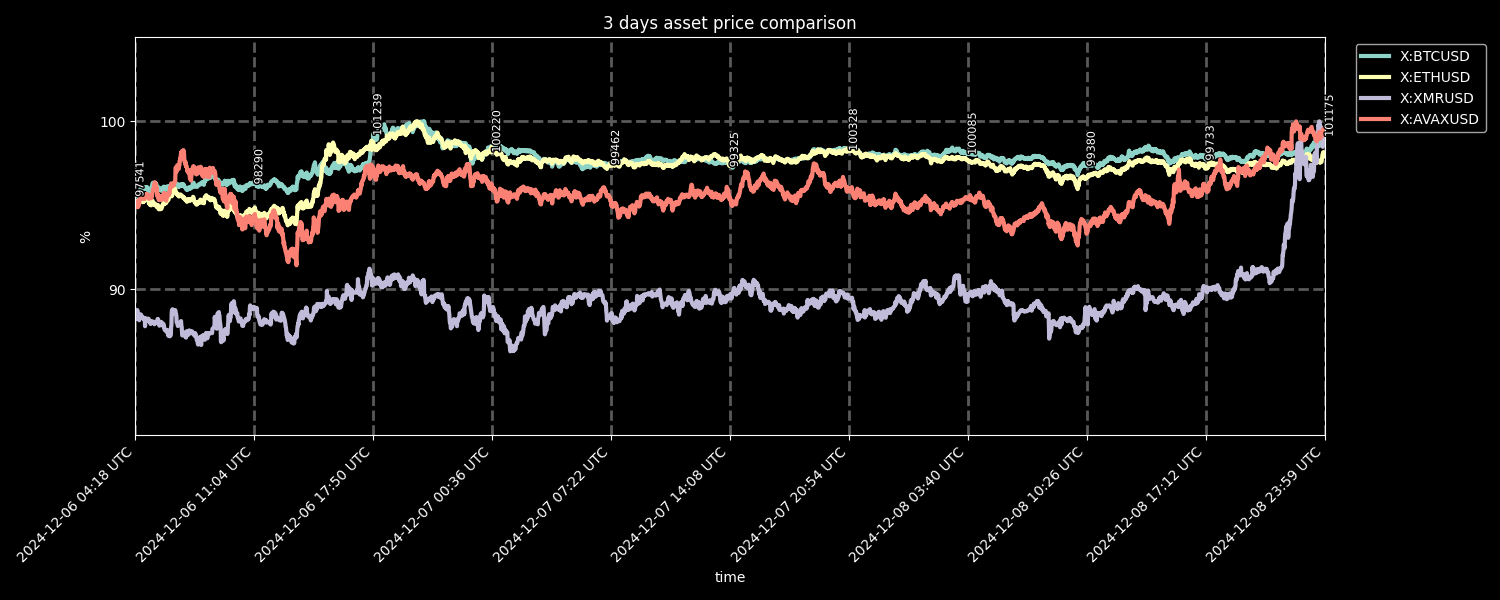 3 days asset price comparison
X:BTCUSD
X:ETHUSD
X:XMRUSD
X:AVAXUSD
100
90
%
97541
98290
101239
100220
99462
99325
100328
100085
99380
99733
101175
2024-12-06 04:18 UTC
2024-12-06 11:04 UTC
2024-12-06 17:50 UTC
2024-12-07 00:36 UTC
2024-12-07 07:22 UTC
2024-12-07 14:08 UTC
2024-12-07 20:54 UTC
2024-12-08 03:40 UTC
2024-12-08 10:26 UTC
2024-12-08 17:12 UTC
2024-12-08 23:59 UTC
time